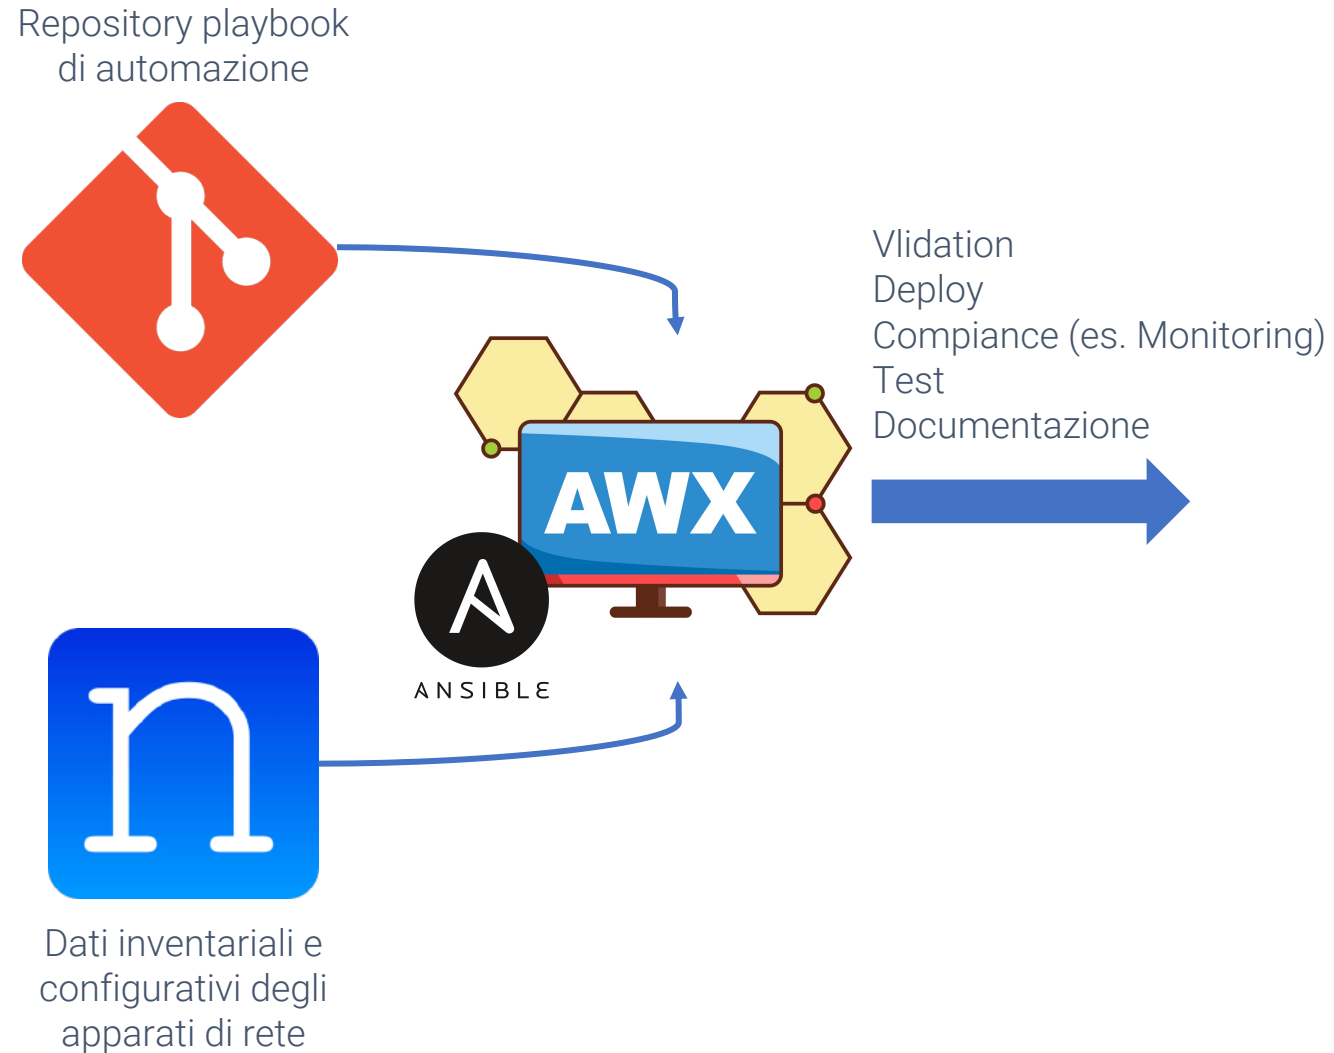 Repository playbook
di automazione
Vlidation
Deploy
Compiance (es. Monitoring)
Test
Documentazione
AWX
ANSIBLE
n
Dati inventariali e
configurativi degli
apparati di rete